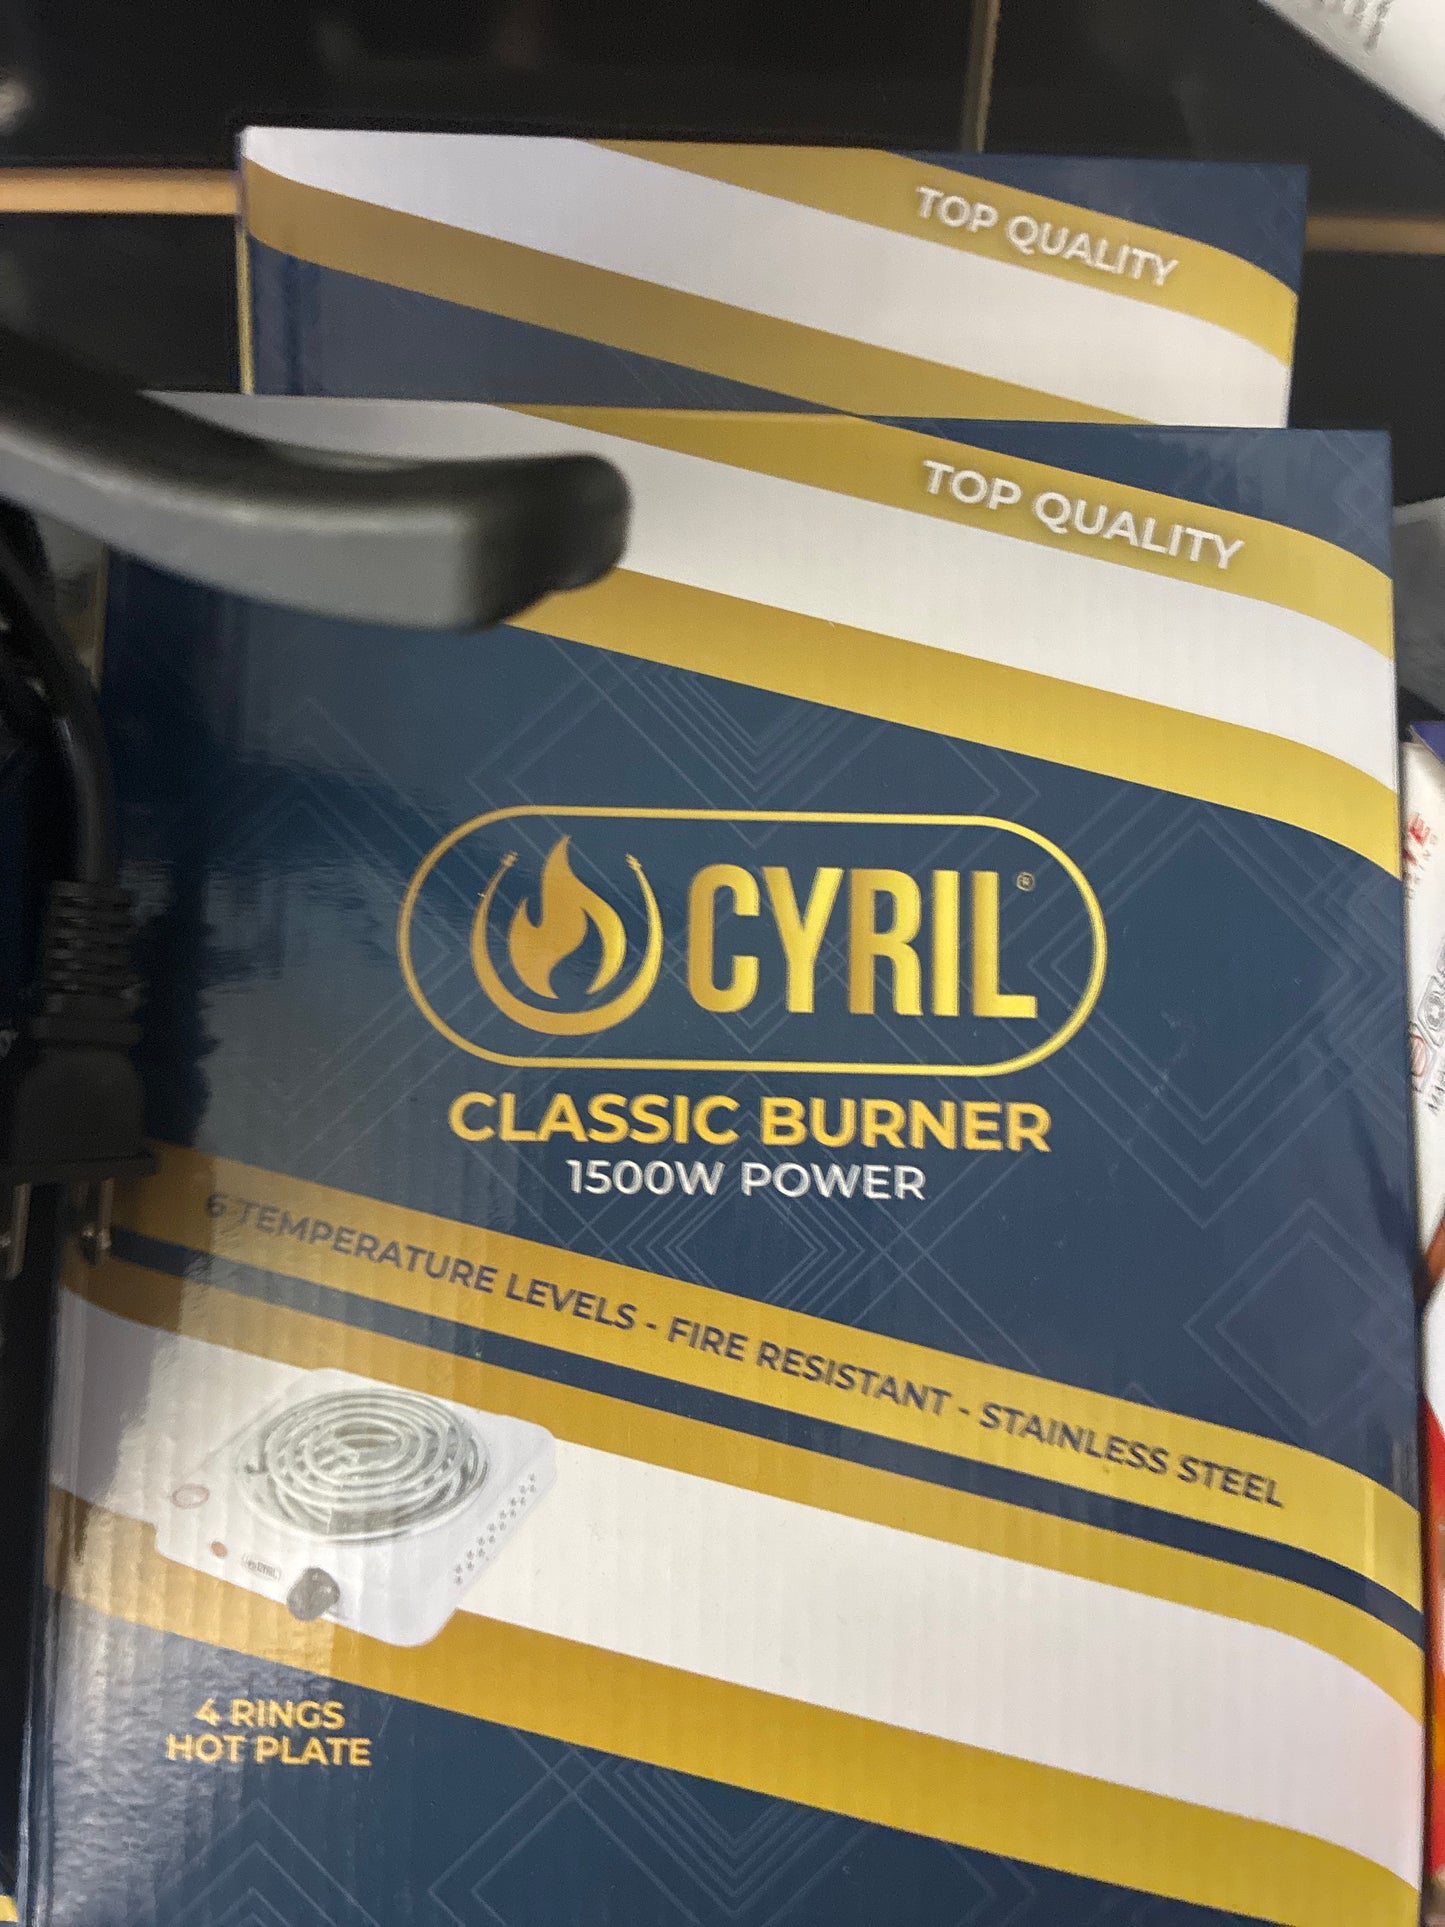 TOP QUALITY
TOP QUALITY
CYRIL®
CLASSIC BURNER
1500W POWER
6 TEMPERATURE LEVELS - FIRE RESISTANT - STAINLESS STEEL
CYRIL
4 RINGS
HOT PLATE